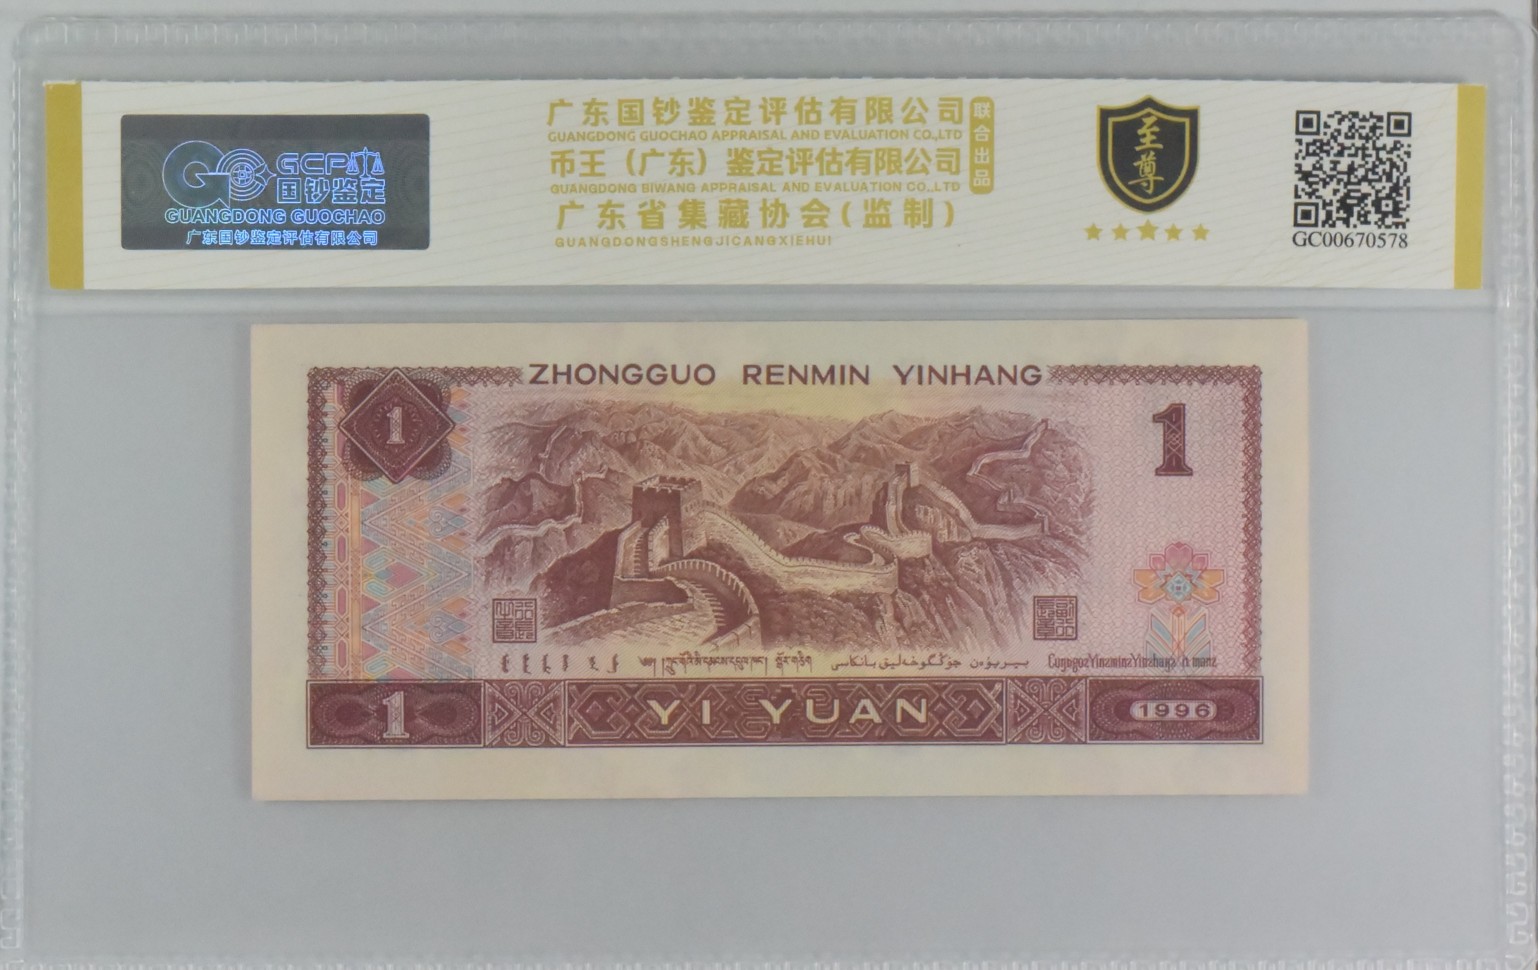 GCP
国钞鉴定
GUANGDONG GUOCHAO
广东国钞鉴定评估有限公司
广东国钞鉴定评估有限公司
GUANGDONG GUOCHAO APPRAISAL AND EVALUATION CO.,LTD
币王（广东）鉴定评估有限公司
GUANGDONG BIWANG APPRAISAL AND EVALUATION CO.,LTD
广东省集藏协会(监制)
GUANGDONGSHENGJICANGXIEHUI
联合出品
至尊
GC00670578
ZHONGGUO RENMIN YINHANG
1
1
1
YI YUAN
1996